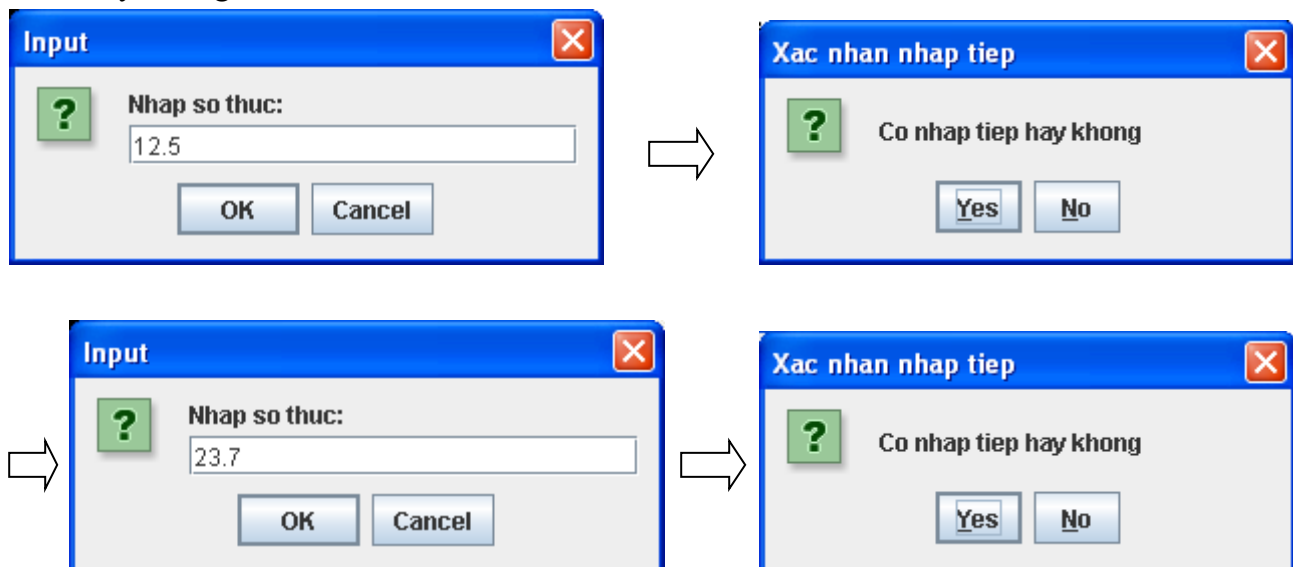 Input
Xac nhan nhap tiep
? Nhap so thuc:
? Co nhap tiep hay khong
12.5
OK Cancel
Yes No
Input
Xac nhan nhap tiep
? Nhap so thuc:
? Co nhap tiep hay khong
23.7
OK Cancel
Yes No